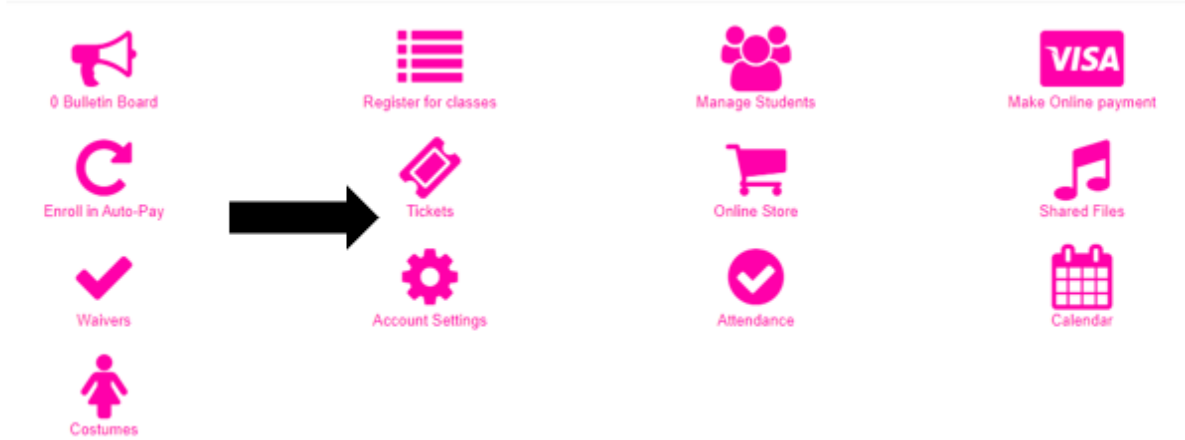 VISA
0 Bulletin Board
Register for classes
Manage Students
Make Online payment
Enroll in Auto-Pay
Tickets
Online Store
Shared Files
Waivers
Account Settings
Attendance
Calendar
Costumes